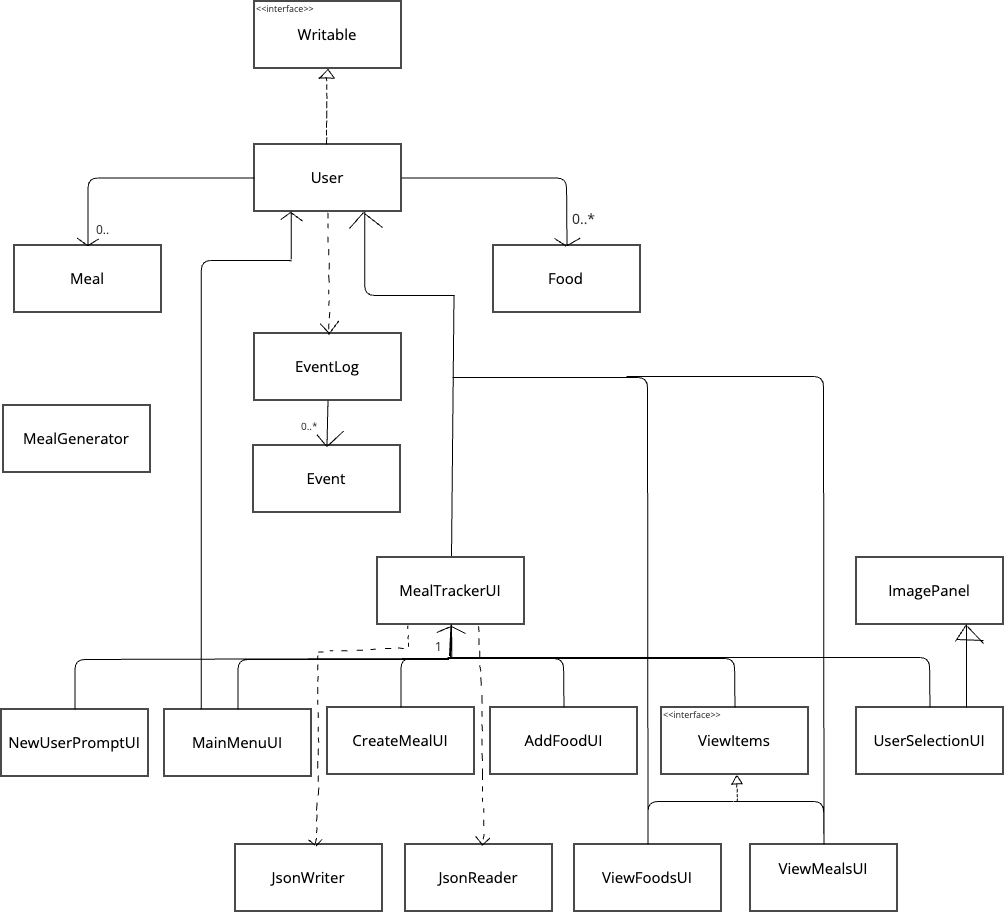 <<interface>>
Writable
User
0..
0..*
Meal
Food
EventLog
0..*
MealGenerator
Event
MealTrackerUI
ImagePanel
1
<<interface>>
NewUserPromptUI
MainMenuUI
CreateMealUI
AddFoodUI
ViewItems
UserSelectionUI
JsonWriter
JsonReader
ViewFoodsUI
ViewMealsUI